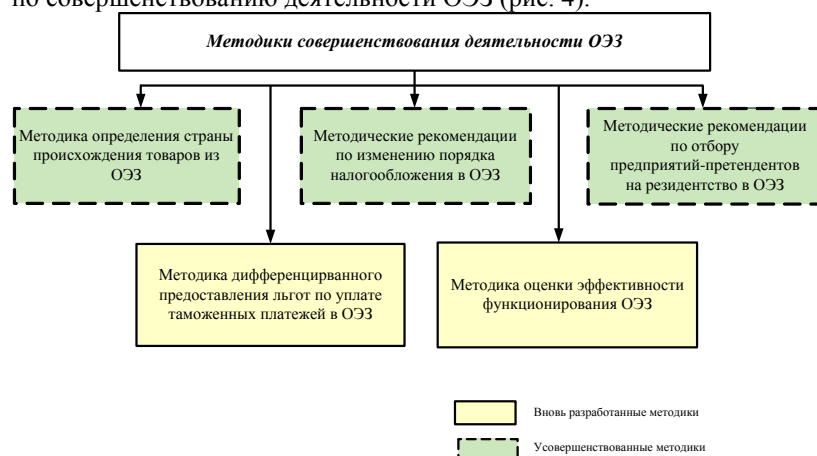 по совершенствованию деятельности ОЭЗ (рис. 4).
Методики совершенствования деятельности ОЭЗ
Методика определения страны
происхождения товаров из
ОЭЗ
Методические рекомендации
по изменению порядка
налогообложения в ОЭЗ
Методические рекомендации
по отбору
предприятий-претендентов
на резидентство в ОЭЗ
Методика дифференцирванного
предоставления льгот по уплате
таможенных платежей в ОЭЗ
Методика оценки эффективности
функционирования ОЭЗ
Вновь разработанные методики
Усовершенствованные методики